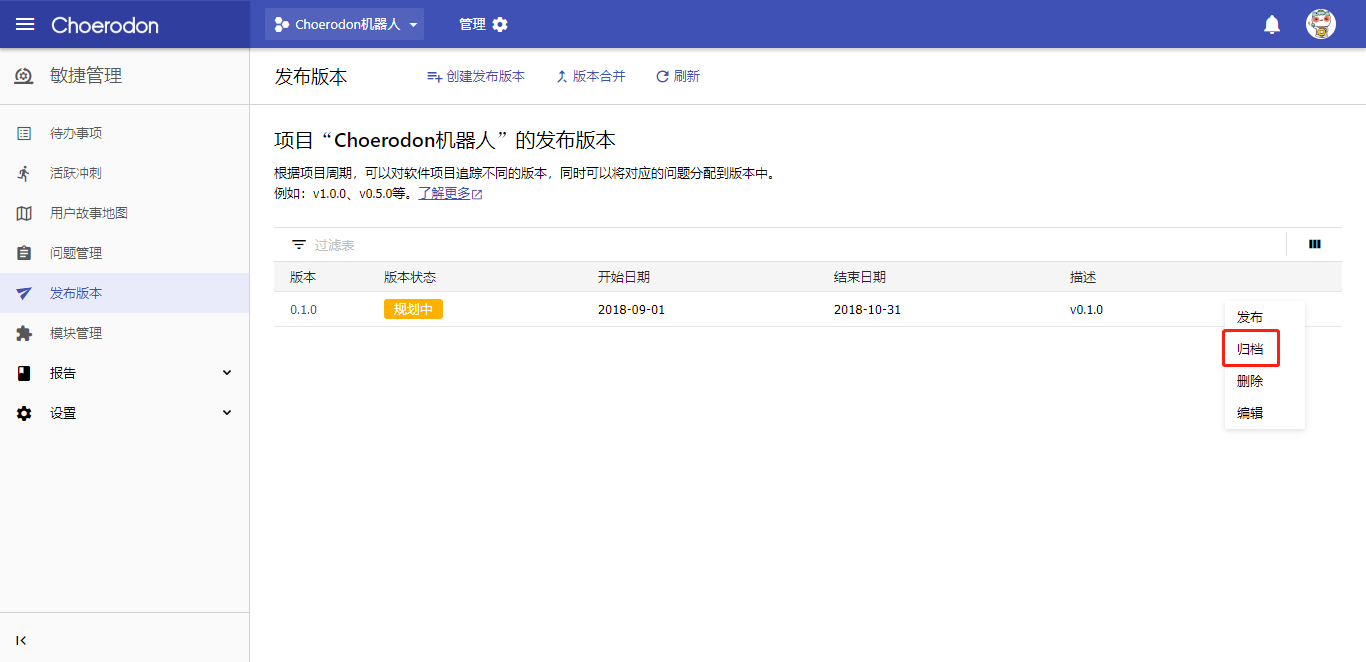 Choerodon
Choerodon机器人
管理
敏捷管理
待办事项
活跃冲刺
用户故事地图
问题管理
发布版本
模块管理
报告
设置
发布版本
创建发布版本
版本合并
刷新
项目“Choerodon机器人”的发布版本
根据项目周期，可以对软件项目追踪不同的版本，同时可以将对应的问题分配到版本中。
例如：v1.0.0、v0.5.0等。了解更多
过滤表
版本 版本状态 开始日期 结束日期 描述
0.1.0 规划中 2018-09-01 2018-10-31 v0.1.0
发布
归档
删除
编辑